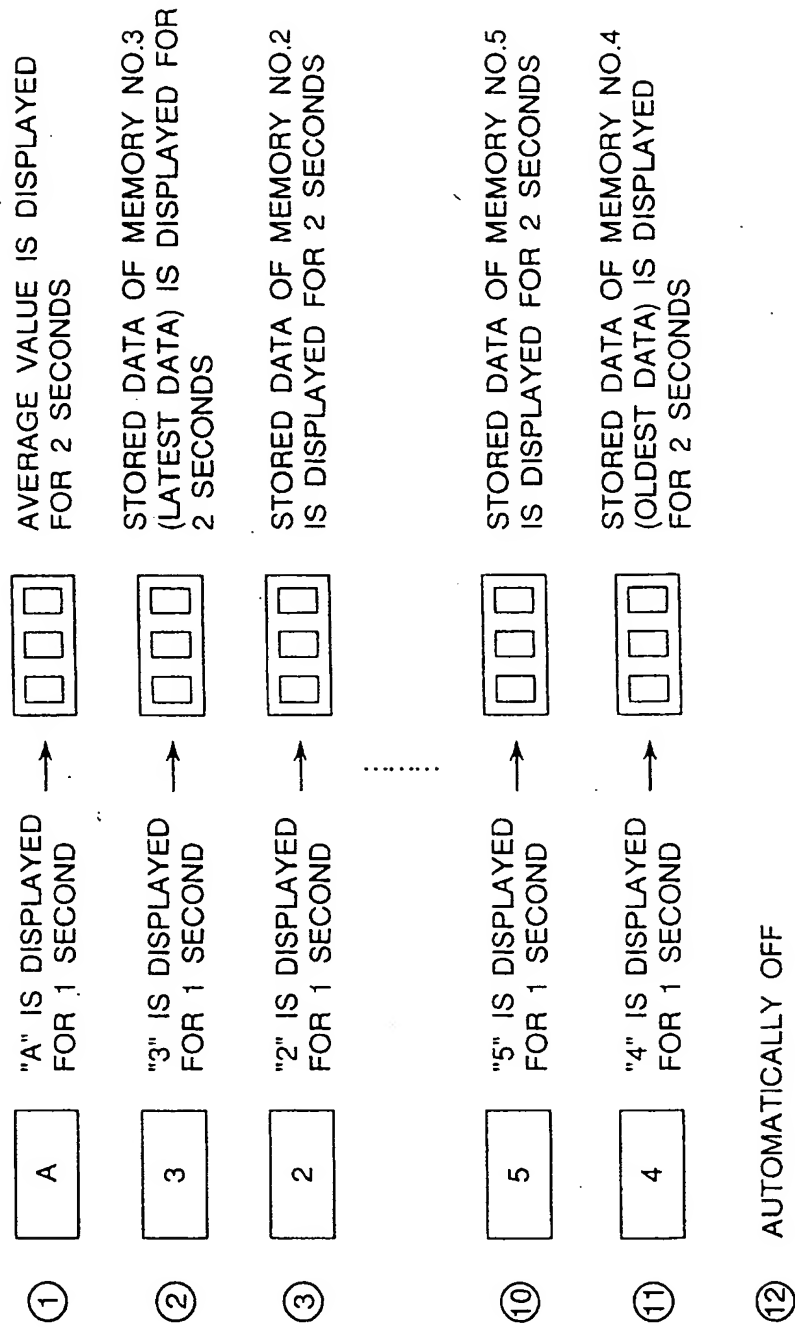 ① A "A" IS DISPLAYED
FOR 1 SECOND
AVERAGE VALUE IS DISPLAYED
FOR 2 SECONDS
② 3 "3" IS DISPLAYED
FOR 1 SECOND
STORED DATA OF MEMORY NO.3
(LATEST DATA) IS DISPLAYED FOR
2 SECONDS
③ 2 "2" IS DISPLAYED
FOR 1 SECOND
STORED DATA OF MEMORY NO.2
IS DISPLAYED FOR 2 SECONDS
.........
⑩ 5 "5" IS DISPLAYED
FOR 1 SECOND
STORED DATA OF MEMORY NO.5
IS DISPLAYED FOR 2 SECONDS
⑪ 4 "4" IS DISPLAYED
FOR 1 SECOND
STORED DATA OF MEMORY NO.4
(OLDEST DATA) IS DISPLAYED
FOR 2 SECONDS
⑫ AUTOMATICALLY OFF